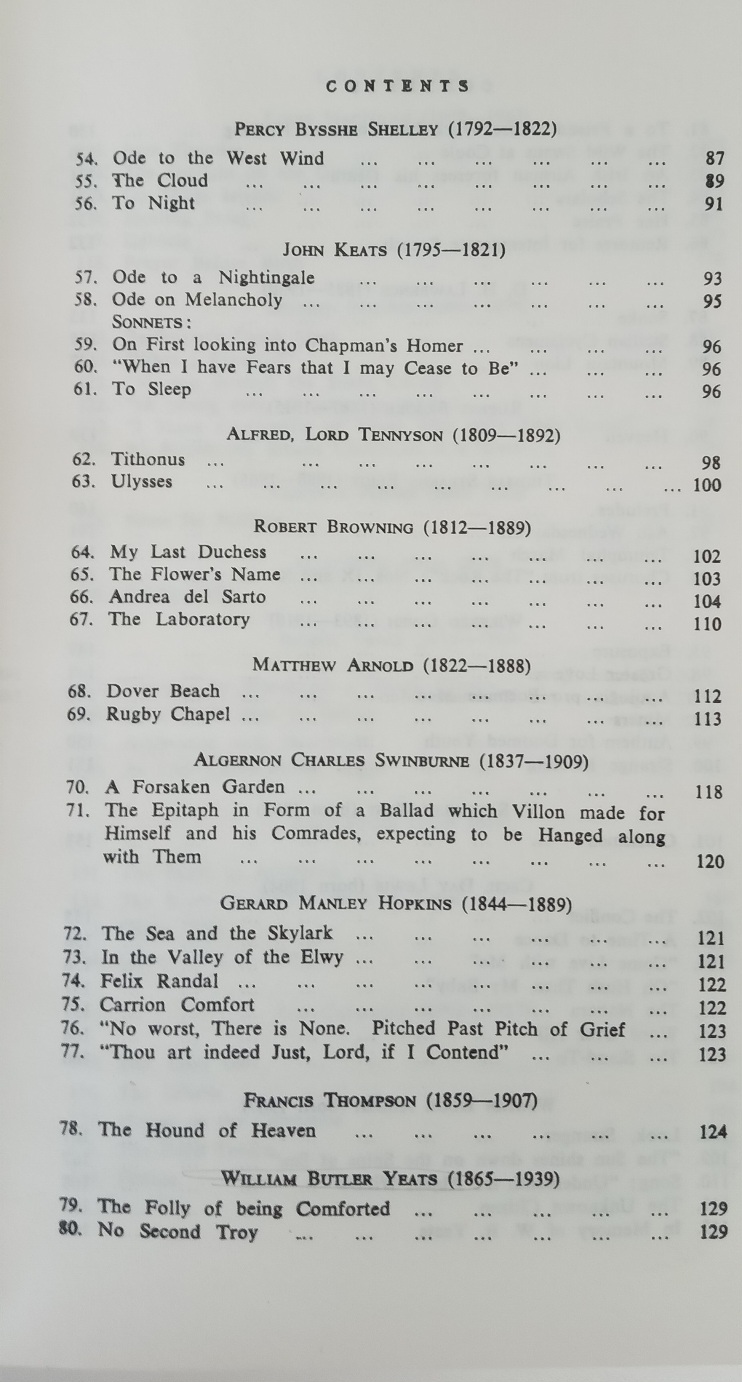 CONTENTS
PERCY BYSSHE SHELLEY (1792—1822)
54. Ode to the West Wind ... ... ... ... ... ... 87
55. The Cloud ... ... ... ... ... ... ... ... 89
56. To Night ... ... ... ... ... ... ... ... 91
JOHN KEATS (1795—1821)
57. Ode to a Nightingale ... ... ... ... ... ... 93
58. Ode on Melancholy ... ... ... ... ... ... ... 95
SONNETS:
59. On First looking into Chapman's Homer ... ... ... ... 96
60. "When I have Fears that I may Cease to Be" ... ... ... 96
61. To Sleep ... ... ... ... ... ... ... ... 96
ALFRED, LORD TENNYSON (1809—1892)
62. Tithonus ... ... ... ... ... ... ... ... 98
63. Ulysses ... ... ... ... ... ... ... ... ... 100
ROBERT BROWNING (1812—1889)
64. My Last Duchess ... ... ... ... ... ... ... 102
65. The Flower's Name ... ... ... ... ... ... ... 103
66. Andrea del Sarto ... ... ... ... ... ... ... 104
67. The Laboratory ... ... ... ... ... ... ... 110
MATTHEW ARNOLD (1822—1888)
68. Dover Beach ... ... ... ... ... ... ... ... 112
69. Rugby Chapel ... ... ... ... ... ... ... ... 113
ALGERNON CHARLES SWINBURNE (1837—1909)
70. A Forsaken Garden ... ... ... ... ... ... ... 118
71. The Epitaph in Form of a Ballad which Villon made for
Himself and his Comrades, expecting to be Hanged along
with Them ... ... ... ... ... ... ... ... 120
GERARD MANLEY HOPKINS (1844—1889)
72. The Sea and the Skylark ... ... ... ... ... ... 121
73. In the Valley of the Elwy ... ... ... ... ... ... 121
74. Felix Randal ... ... ... ... ... ... ... ... 122
75. Carrion Comfort ... ... ... ... ... ... ... 122
76. "No worst, There is None. Pitched Past Pitch of Grief ... 123
77. "Thou art indeed Just, Lord, if I Contend" ... ... ... 123
FRANCIS THOMPSON (1859—1907)
78. The Hound of Heaven ... ... ... ... ... ... 124
WILLIAM BUTLER YEATS (1865—1939)
79. The Folly of being Comforted ... ... ... ... ... 129
80. No Second Troy ... ... ... ... ... ... ... 129